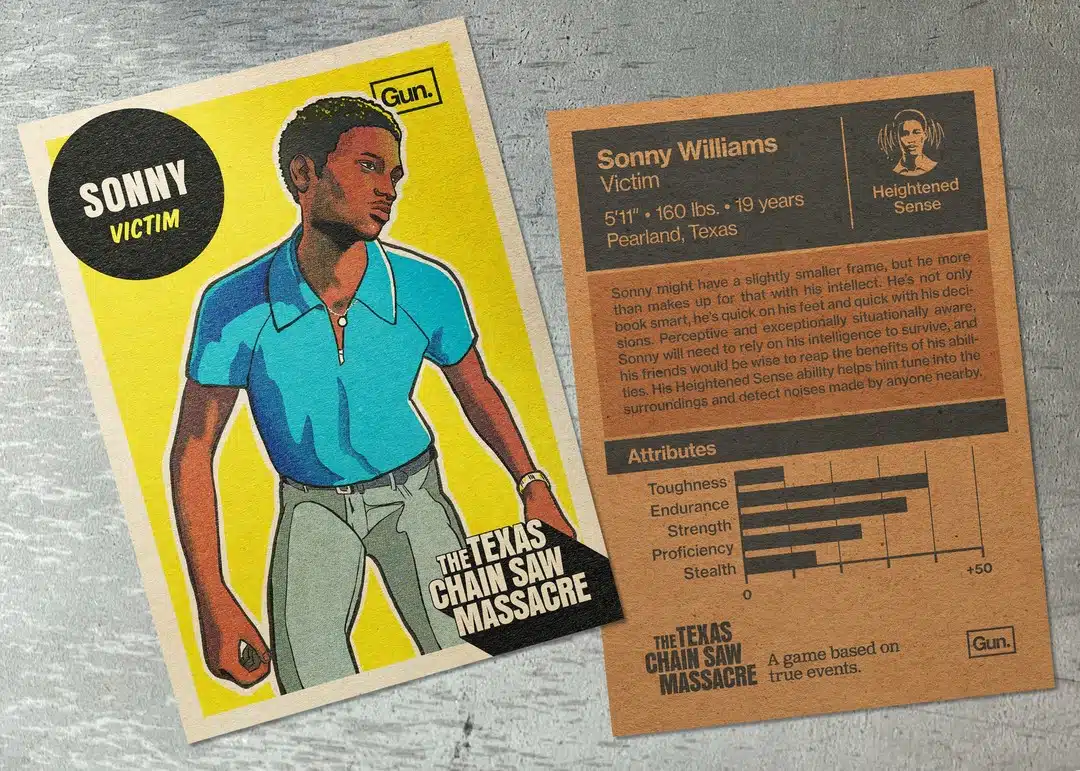 Gun.
SONNY
VICTIM
THE TEXAS
CHAIN SAW
MASSACRE
Sonny Williams
Victim
5'11" • 160 lbs. • 19 years
Pearland, Texas
Heightened
Sense
Sonny might have a slightly smaller frame, but he more
than makes up for that with his intellect. He's not only
book smart, he's quick on his feet and quick with his deci-
sions. Perceptive and exceptionally situationally aware,
Sonny will need to rely on his intelligence to survive, and
his friends would be wise to reap the benefits of his abili-
ties. His Heightened Sense ability helps him tune into the
surroundings and detect noises made by anyone nearby.
Attributes
Toughness
Endurance
Strength
Proficiency
Stealth
0
+50
THE TEXAS
CHAIN SAW
MASSACRE
A game based on
true events.
Gun.